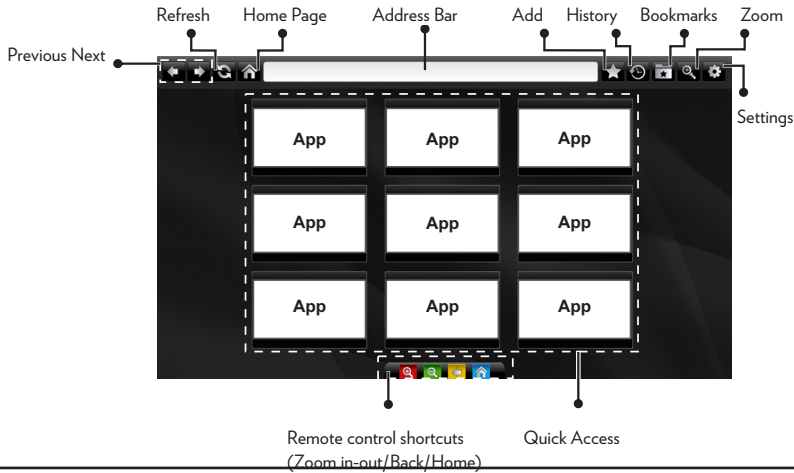 Refresh Home Page Address Bar Add History Bookmarks Zoom
Previous Next
Settings
App App App
App App App
App App App
Remote control shortcuts Quick Access
(Zoom in-out/Back/Home)